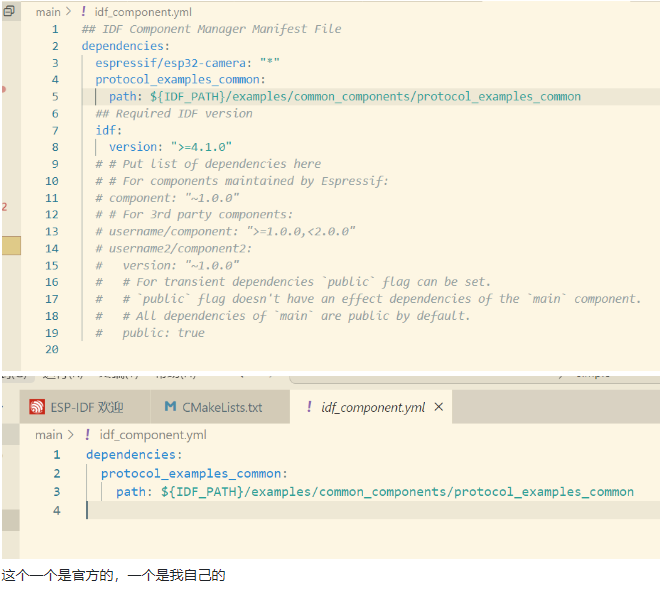 main > ! idf_component.yml
1 ## IDF Component Manager Manifest File
2 dependencies:
3 espressif/esp32-camera: "*"
4 protocol_examples_common:
5 path: ${IDF_PATH}/examples/common_components/protocol_examples_common
6 ## Required IDF version
7 idf:
8 version: ">=4.1.0"
9 # # Put list of dependencies here
10 # # For components maintained by Espressif:
11 # component: "~1.0.0"
12 # # For 3rd party components:
13 # username/component: ">=1.0.0,<2.0.0"
14 # username2/component2:
15 #   version: "~1.0.0"
16 #   # For transient dependencies `public` flag can be set.
17 #   # `public` flag doesn't have an effect dependencies of the `main` component.
18 #   # All dependencies of `main` are public by default.
19 #   public: true
20
2
ESP-IDF 欢迎 M CMakeLists.txt ! idf_component.yml ×
main > ! idf_component.yml
1 dependencies:
2 protocol_examples_common:
3 path: ${IDF_PATH}/examples/common_components/protocol_examples_common
4
这个一个是官方的，一个是我自己的